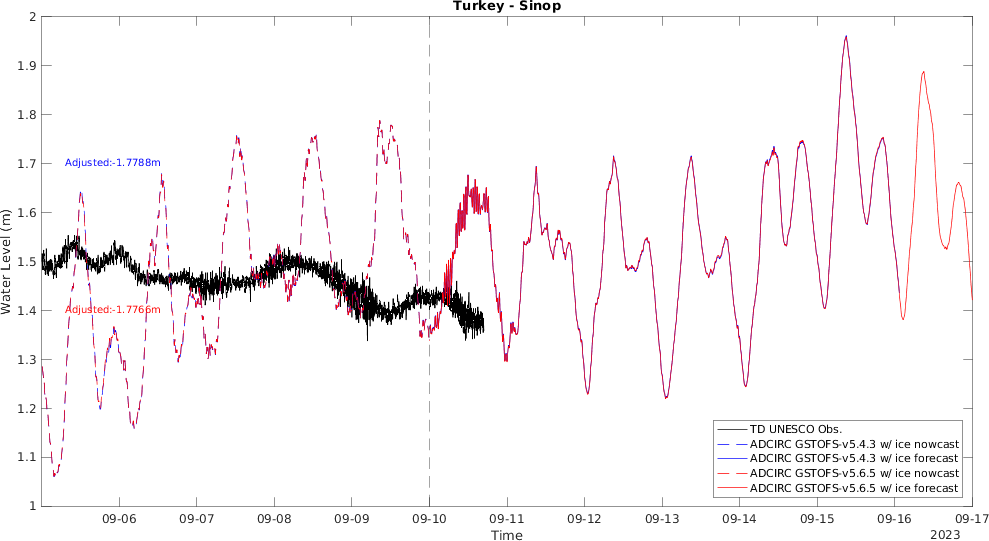 Turkey - Sinop
2
1.9
1.8
1.7
1.6
1.5
1.4
1.3
1.2
1.1
1
Water Level (m)
Adjusted:-1.7788m
Adjusted:-1.7766m
TD UNESCO Obs.
ADCIRC GSTOFS-v5.4.3 w/ ice nowcast
ADCIRC GSTOFS-v5.4.3 w/ ice forecast
ADCIRC GSTOFS-v5.6.5 w/ ice nowcast
ADCIRC GSTOFS-v5.6.5 w/ ice forecast
09-06 09-07 09-08 09-09 09-10 09-11 09-12 09-13 09-14 09-15 09-16 09-17
Time
2023